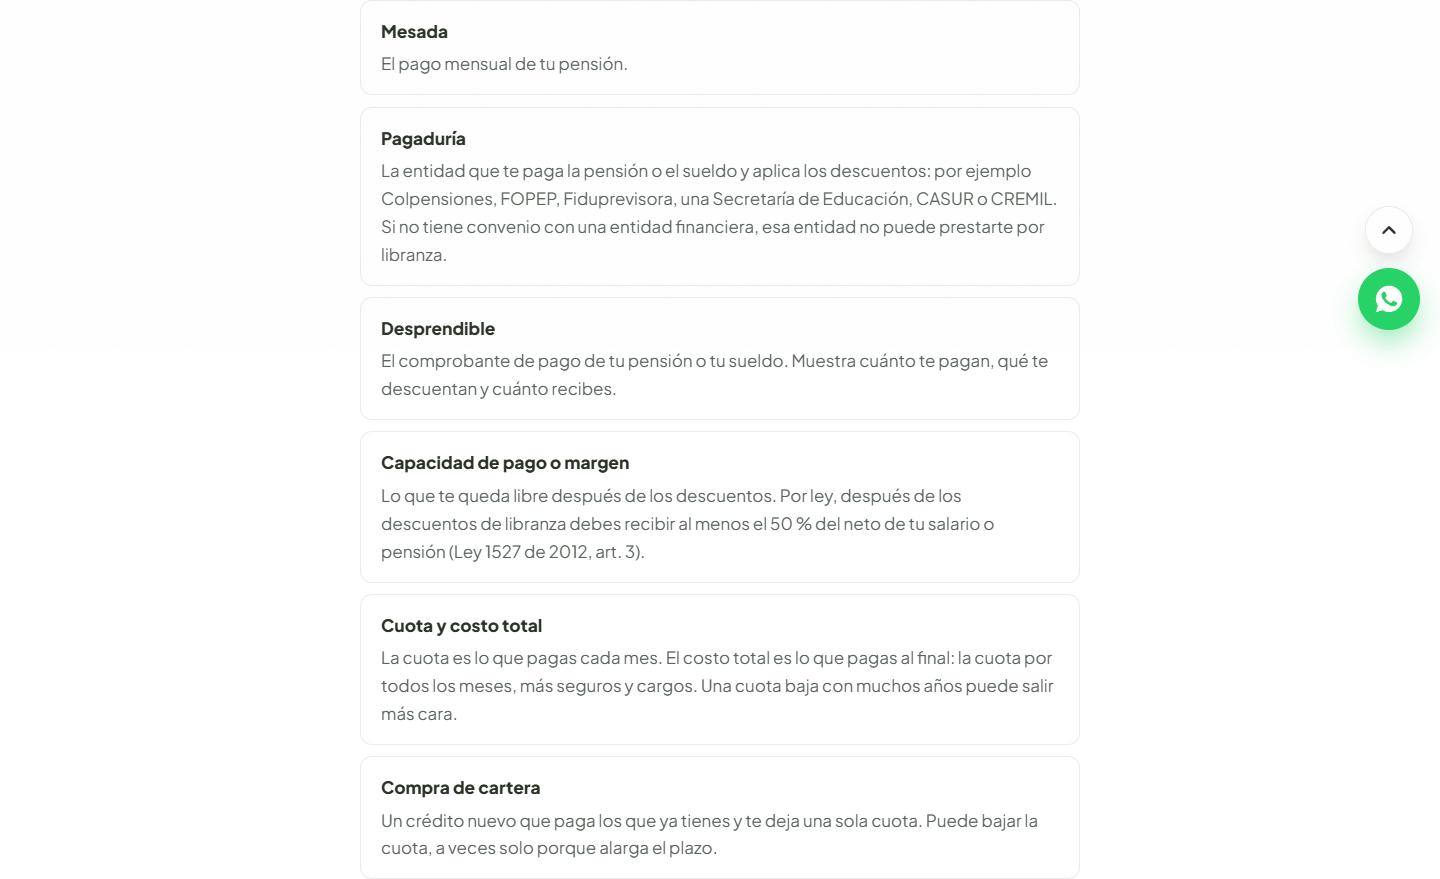 Mesada
El pago mensual de tu pensión.
Pagaduría
La entidad que te paga la pensión o el sueldo y aplica los descuentos: por ejemplo
Colpensiones, FOPEP, Fiduprevisora, una Secretaría de Educación, CASUR o CREMIL.
Si no tiene convenio con una entidad financiera, esa entidad no puede prestarte por
libranza.
Desprendible
El comprobante de pago de tu pensión o tu sueldo. Muestra cuánto te pagan, qué te
descuentan y cuánto recibes.
Capacidad de pago o margen
Lo que te queda libre después de los descuentos. Por ley, después de los
descuentos de libranza debes recibir al menos el 50 % del neto de tu salario o
pensión (Ley 1527 de 2012, art. 3).
Cuota y costo total
La cuota es lo que pagas cada mes. El costo total es lo que pagas al final: la cuota por
todos los meses, más seguros y cargos. Una cuota baja con muchos años puede salir
más cara.
Compra de cartera
Un crédito nuevo que paga los que ya tienes y te deja una sola cuota. Puede bajar la
cuota, a veces solo porque alarga el plazo.